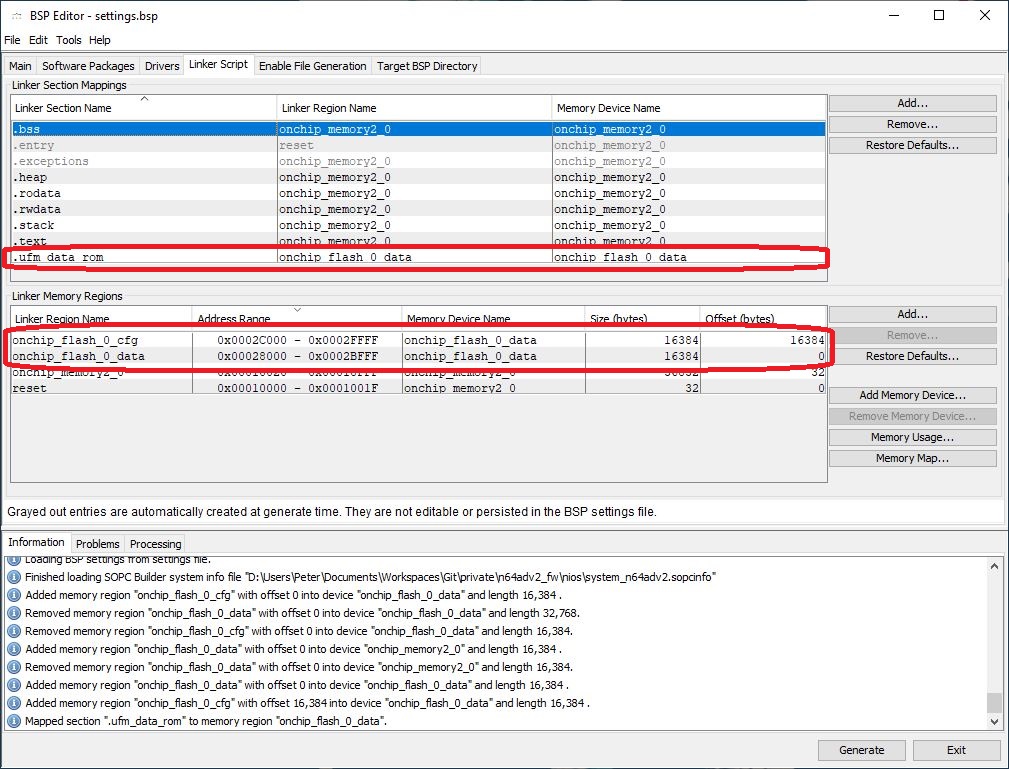 BSP Editor - settings.bsp
File Edit Tools Help
Main Software Packages Drivers Linker Script Enable File Generation Target BSP Directory
Linker Section Mappings
Linker Section Name Linker Region Name Memory Device Name
.bss onchip_memory2_0 onchip_memory2_0
.entry reset onchip_memory2_0
.exceptions onchip_memory2_0 onchip_memory2_0
.heap onchip_memory2_0 onchip_memory2_0
.rodata onchip_memory2_0 onchip_memory2_0
.rwdata onchip_memory2_0 onchip_memory2_0
.stack onchip_memory2_0 onchip_memory2_0
.text onchip_memory2_0 onchip_memory2_0
.ufm_data_rom onchip_flash_0_data onchip_flash_0_data
Add...
Remove...
Restore Defaults...
Linker Memory Regions
Linker Region Name Address Range Memory Device Name Size (bytes) Offset (bytes)
onchip_flash_0_cfg 0x0002C000 - 0x0002FFFF onchip_flash_0_data 16384 16384
onchip_flash_0_data 0x00028000 - 0x0002BFFF onchip_flash_0_data 16384 0
onchip_memory2_0 onchip_memory2_0 32
reset 0x00010000 - 0x0001001F onchip_memory2_0 32 0
Add...
Remove...
Restore Defaults...
Add Memory Device...
Remove Memory Device...
Memory Usage...
Memory Map...
Grayed out entries are automatically created at generate time. They are not editable or persisted in the BSP settings file.
Information Problems Processing
Loading BSP settings from settings file.
Finished loading SOPC Builder system info file "D:\Users\Peter\Documents\Workspaces\Git\private\n64adv2_fw\nios\system_n64adv2.sopcinfo"
Added memory region "onchip_flash_0_cfg" with offset 0 into device "onchip_flash_0_data" and length 16,384 .
Removed memory region "onchip_flash_0_data" with offset 0 into device "onchip_flash_0_data" and length 32,768.
Removed memory region "onchip_flash_0_cfg" with offset 0 into device "onchip_flash_0_data" and length 16,384.
Added memory region "onchip_flash_0_data" with offset 0 into device "onchip_memory2_0" and length 16,384 .
Removed memory region "onchip_flash_0_data" with offset 0 into device "onchip_memory2_0" and length 16,384.
Added memory region "onchip_flash_0_data" with offset 0 into device "onchip_flash_0_data" and length 16,384 .
Added memory region "onchip_flash_0_cfg" with offset 16,384 into device "onchip_flash_0_data" and length 16,384 .
Mapped section ".ufm_data_rom" to memory region "onchip_flash_0_data".
Generate Exit